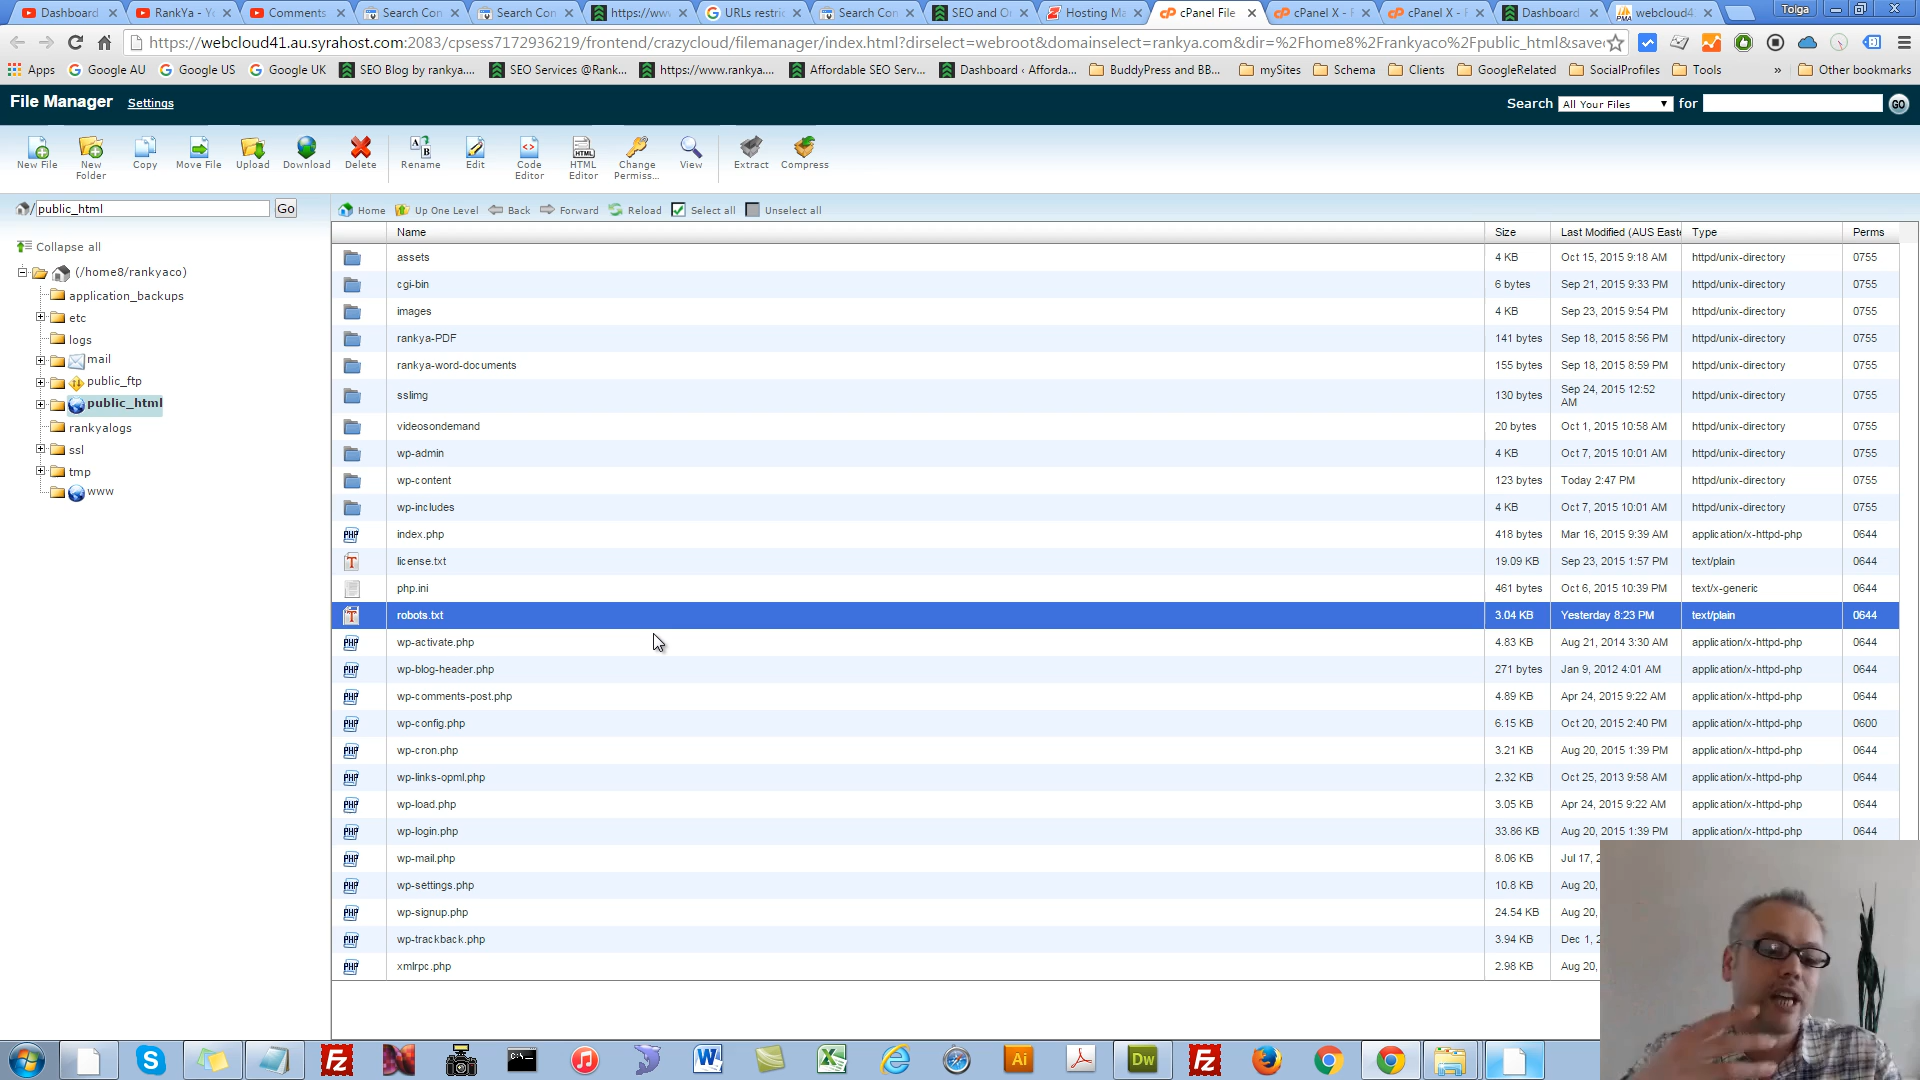 Dashboard
RankYa - Yo
Comments
Search Con
Search Con
https://ww
URLs restri
Search Con
SEO and O
Hosting Ma
cPanel File
cPanel X - F
cPanel X - F
Dashboard
webcloud4
Tolga
https://webcloud41.au.syrahost.com:2083/cpsess7172936219/frontend/crazycloud/filemanager/index.html?dirselect=webroot&domainselect=rankya.com&dir=%2Fhome8%2Frankyaco%2Fpublic_html&save
Apps
Google AU
Google US
Google UK
SEO Blog by rankya....
SEO Services @Rank...
https://www.rankya....
Affordable SEO Serv...
Dashboard ‹ Afforda...
BuddyPress and BB...
mySites
Schema
Clients
GoogleRelated
SocialProfiles
Tools
»
Other bookmarks
File Manager Settings
Search All Your Files for GO
New File
New Folder
Copy
Move File
Upload
Download
Delete
Rename
Edit
Code Editor
HTML Editor
Change Permiss...
View
Extract
Compress
/ public_html Go
Home Up One Level Back Forward Reload Select all Unselect all
Collapse all
(/home8/rankyaco)
application_backups
etc
logs
mail
public_ftp
public_html
rankyalogs
ssl
tmp
www
Name Size Last Modified (AUS Easte Type Perms
assets 4 KB Oct 15, 2015 9:18 AM httpd/unix-directory 0755
cgi-bin 6 bytes Sep 21, 2015 9:33 PM httpd/unix-directory 0755
images 4 KB Sep 23, 2015 9:54 PM httpd/unix-directory 0755
rankya-PDF 141 bytes Sep 18, 2015 8:56 PM httpd/unix-directory 0755
rankya-word-documents 155 bytes Sep 18, 2015 8:59 PM httpd/unix-directory 0755
sslimg 130 bytes Sep 24, 2015 12:52 AM httpd/unix-directory 0755
videosondemand 20 bytes Oct 1, 2015 10:58 AM httpd/unix-directory 0755
wp-admin 4 KB Oct 7, 2015 10:01 AM httpd/unix-directory 0755
wp-content 123 bytes Today 2:47 PM httpd/unix-directory 0755
wp-includes 4 KB Oct 7, 2015 10:01 AM httpd/unix-directory 0755
index.php 418 bytes Mar 16, 2015 9:39 AM application/x-httpd-php 0644
license.txt 19.09 KB Sep 23, 2015 1:57 PM text/plain 0644
php.ini 461 bytes Oct 6, 2015 10:39 PM text/x-generic 0644
robots.txt 3.04 KB Yesterday 8:23 PM text/plain 0644
wp-activate.php 4.83 KB Aug 21, 2014 3:30 AM application/x-httpd-php 0644
wp-blog-header.php 271 bytes Jan 9, 2012 4:01 AM application/x-httpd-php 0644
wp-comments-post.php 4.89 KB Apr 24, 2015 9:22 AM application/x-httpd-php 0644
wp-config.php 6.15 KB Oct 20, 2015 2:40 PM application/x-httpd-php 0600
wp-cron.php 3.21 KB Aug 20, 2015 1:39 PM application/x-httpd-php 0644
wp-links-opml.php 2.32 KB Oct 25, 2013 9:58 AM application/x-httpd-php 0644
wp-load.php 3.05 KB Apr 24, 2015 9:22 AM application/x-httpd-php 0644
wp-login.php 33.86 KB Aug 20, 2015 1:39 PM application/x-httpd-php 0644
wp-mail.php 8.06 KB Jul 17, 2
wp-settings.php 10.8 KB Aug 20,
wp-signup.php 24.54 KB Aug 20,
wp-trackback.php 3.94 KB Dec 1, 2
xmlrpc.php 2.98 KB Aug 20,